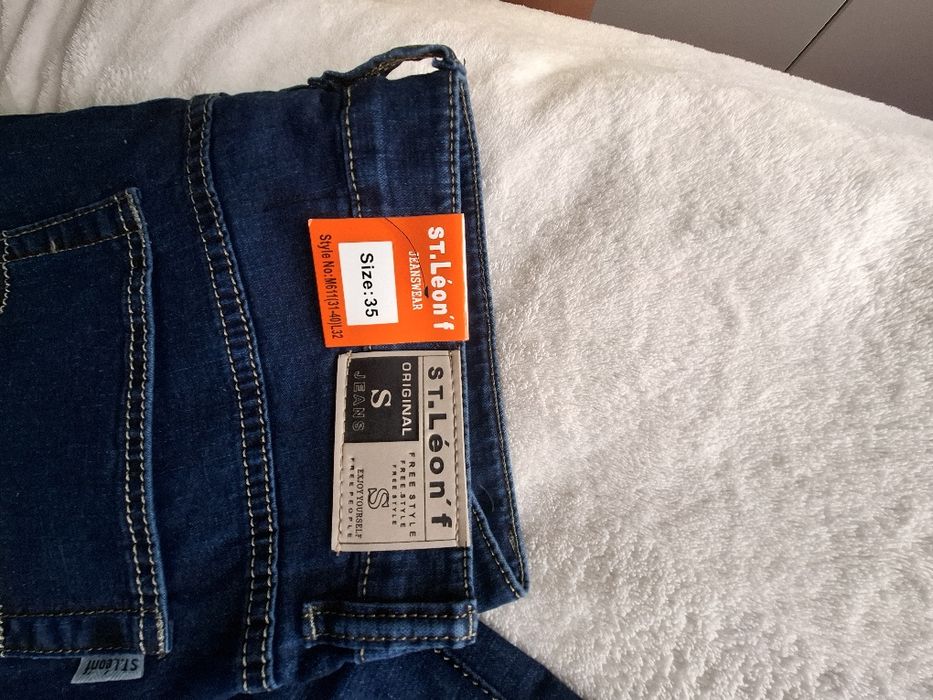 ST.Léon'f
JEANSWEAR
Size:35
Style No:M611(31-40)L32
ST.Léon'f
ORIGINAL
S
JEANS
FREE STYLE
FREE STYLE
FREE STYLE
S
ENJOY YOURSELF
FREE PEOPLE
ST.Léon'f